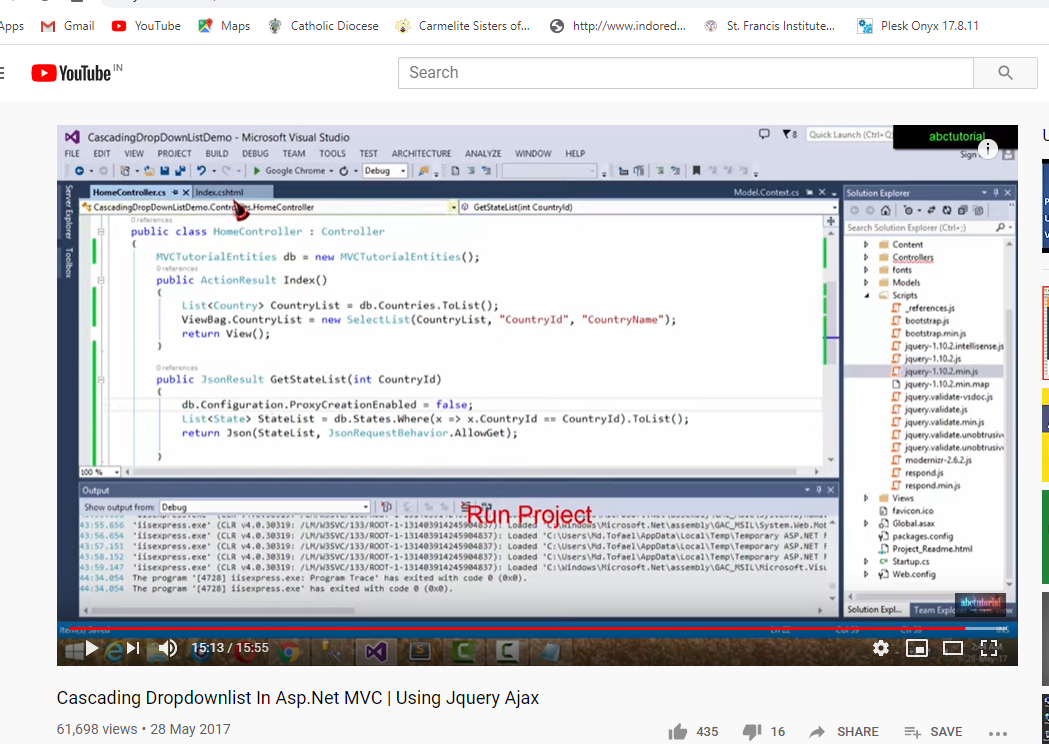 Apps Gmail YouTube Maps Catholic Diocese Carmelite Sisters of... http://www.indored... St. Francis Institute... Plesk Onyx 17.8.11
YouTube IN
Search
CascadingDropDownListDemo - Microsoft Visual Studio
8 Quick Launch (Ctrl+Q)
abctutorial
FILE EDIT VIEW PROJECT BUILD DEBUG TEAM TOOLS TEST ARCHITECTURE ANALYZE WINDOW HELP
Sign
Google Chrome Debug
Server Explorer
Toolbox
HomeController.cs Index.cshtml Model.Context.cs
CascadingDropDownListDemo.Controllers.HomeController GetStateList(int CountryId)
0 references
public class HomeController : Controller
{
MVCTutorialEntities db = new MVCTutorialEntities();
0 references
public ActionResult Index()
{
List<Country> CountryList = db.Countries.ToList();
ViewBag.CountryList = new SelectList(CountryList, "CountryId", "CountryName");
return View();
}
0 references
public JsonResult GetStateList(int CountryId)
{
db.Configuration.ProxyCreationEnabled = false;
List<State> StateList = db.States.Where(x => x.CountryId == CountryId).ToList();
return Json(StateList, JsonRequestBehavior.AllowGet);
}
100 %
Solution Explorer
Search Solution Explorer (Ctrl+;)
Content
Controllers
fonts
Models
Scripts
_references.js
bootstrap.js
bootstrap.min.js
jquery-1.10.2.intellisense.js
jquery-1.10.2.js
jquery-1.10.2.min.js
jquery-1.10.2.min.map
jquery.validate-vsdoc.js
jquery.validate.js
jquery.validate.min.js
jquery.validate.unobtrusiv
jquery.validate.unobtrusiv
modernizr-2.6.2.js
respond.js
respond.min.js
Views
favicon.ico
Global.asax
packages.config
Project_Readme.html
Startup.cs
Web.config
Solution Expl... Team Expl
abctutorial
Output
Show output from: Debug
Run Project
43:55.656 'iisexpress.exe' (CLR v4.0.30319: /LM/W3SVC/133/ROOT-1-131403914245904837): Loaded 'C:\Windows\Microsoft.Net\assembly\GAC_MSIL\System.Web.Mot
43:56.654 'iisexpress.exe' (CLR v4.0.30319: /LM/W3SVC/133/ROOT-1-131403914245904837): Loaded 'C:\Users\Md.Tofael\AppData\Local\Temp\Temporary ASP.NET F
43:57.151 'iisexpress.exe' (CLR v4.0.30319: /LM/W3SVC/133/ROOT-1-131403914245904837): Loaded 'C:\Users\Md.Tofael\AppData\Local\Temp\Temporary ASP.NET F
43:58.152 'iisexpress.exe' (CLR v4.0.30319: /LM/W3SVC/133/ROOT-1-131403914245904837): Loaded 'C:\Users\Md.Tofael\AppData\Local\Temp\Temporary ASP.NET F
43:59.147 'iisexpress.exe' (CLR v4.0.30319: /LM/W3SVC/133/ROOT-1-131403914245904837): Loaded 'C:\Windows\Microsoft.Net\assembly\GAC_MSIL\Microsoft.Visu
44:34.054 The program '[4728] iisexpress.exe: Program Trace' has exited with code 0 (0x0).
44:34.054 The program '[4728] iisexpress.exe' has exited with code 0 (0x0).
Item(s) Saved
15:13 / 15:55
Cascading Dropdownlist In Asp.Net MVC | Using Jquery Ajax
61,698 views • 28 May 2017
435 16 SHARE SAVE